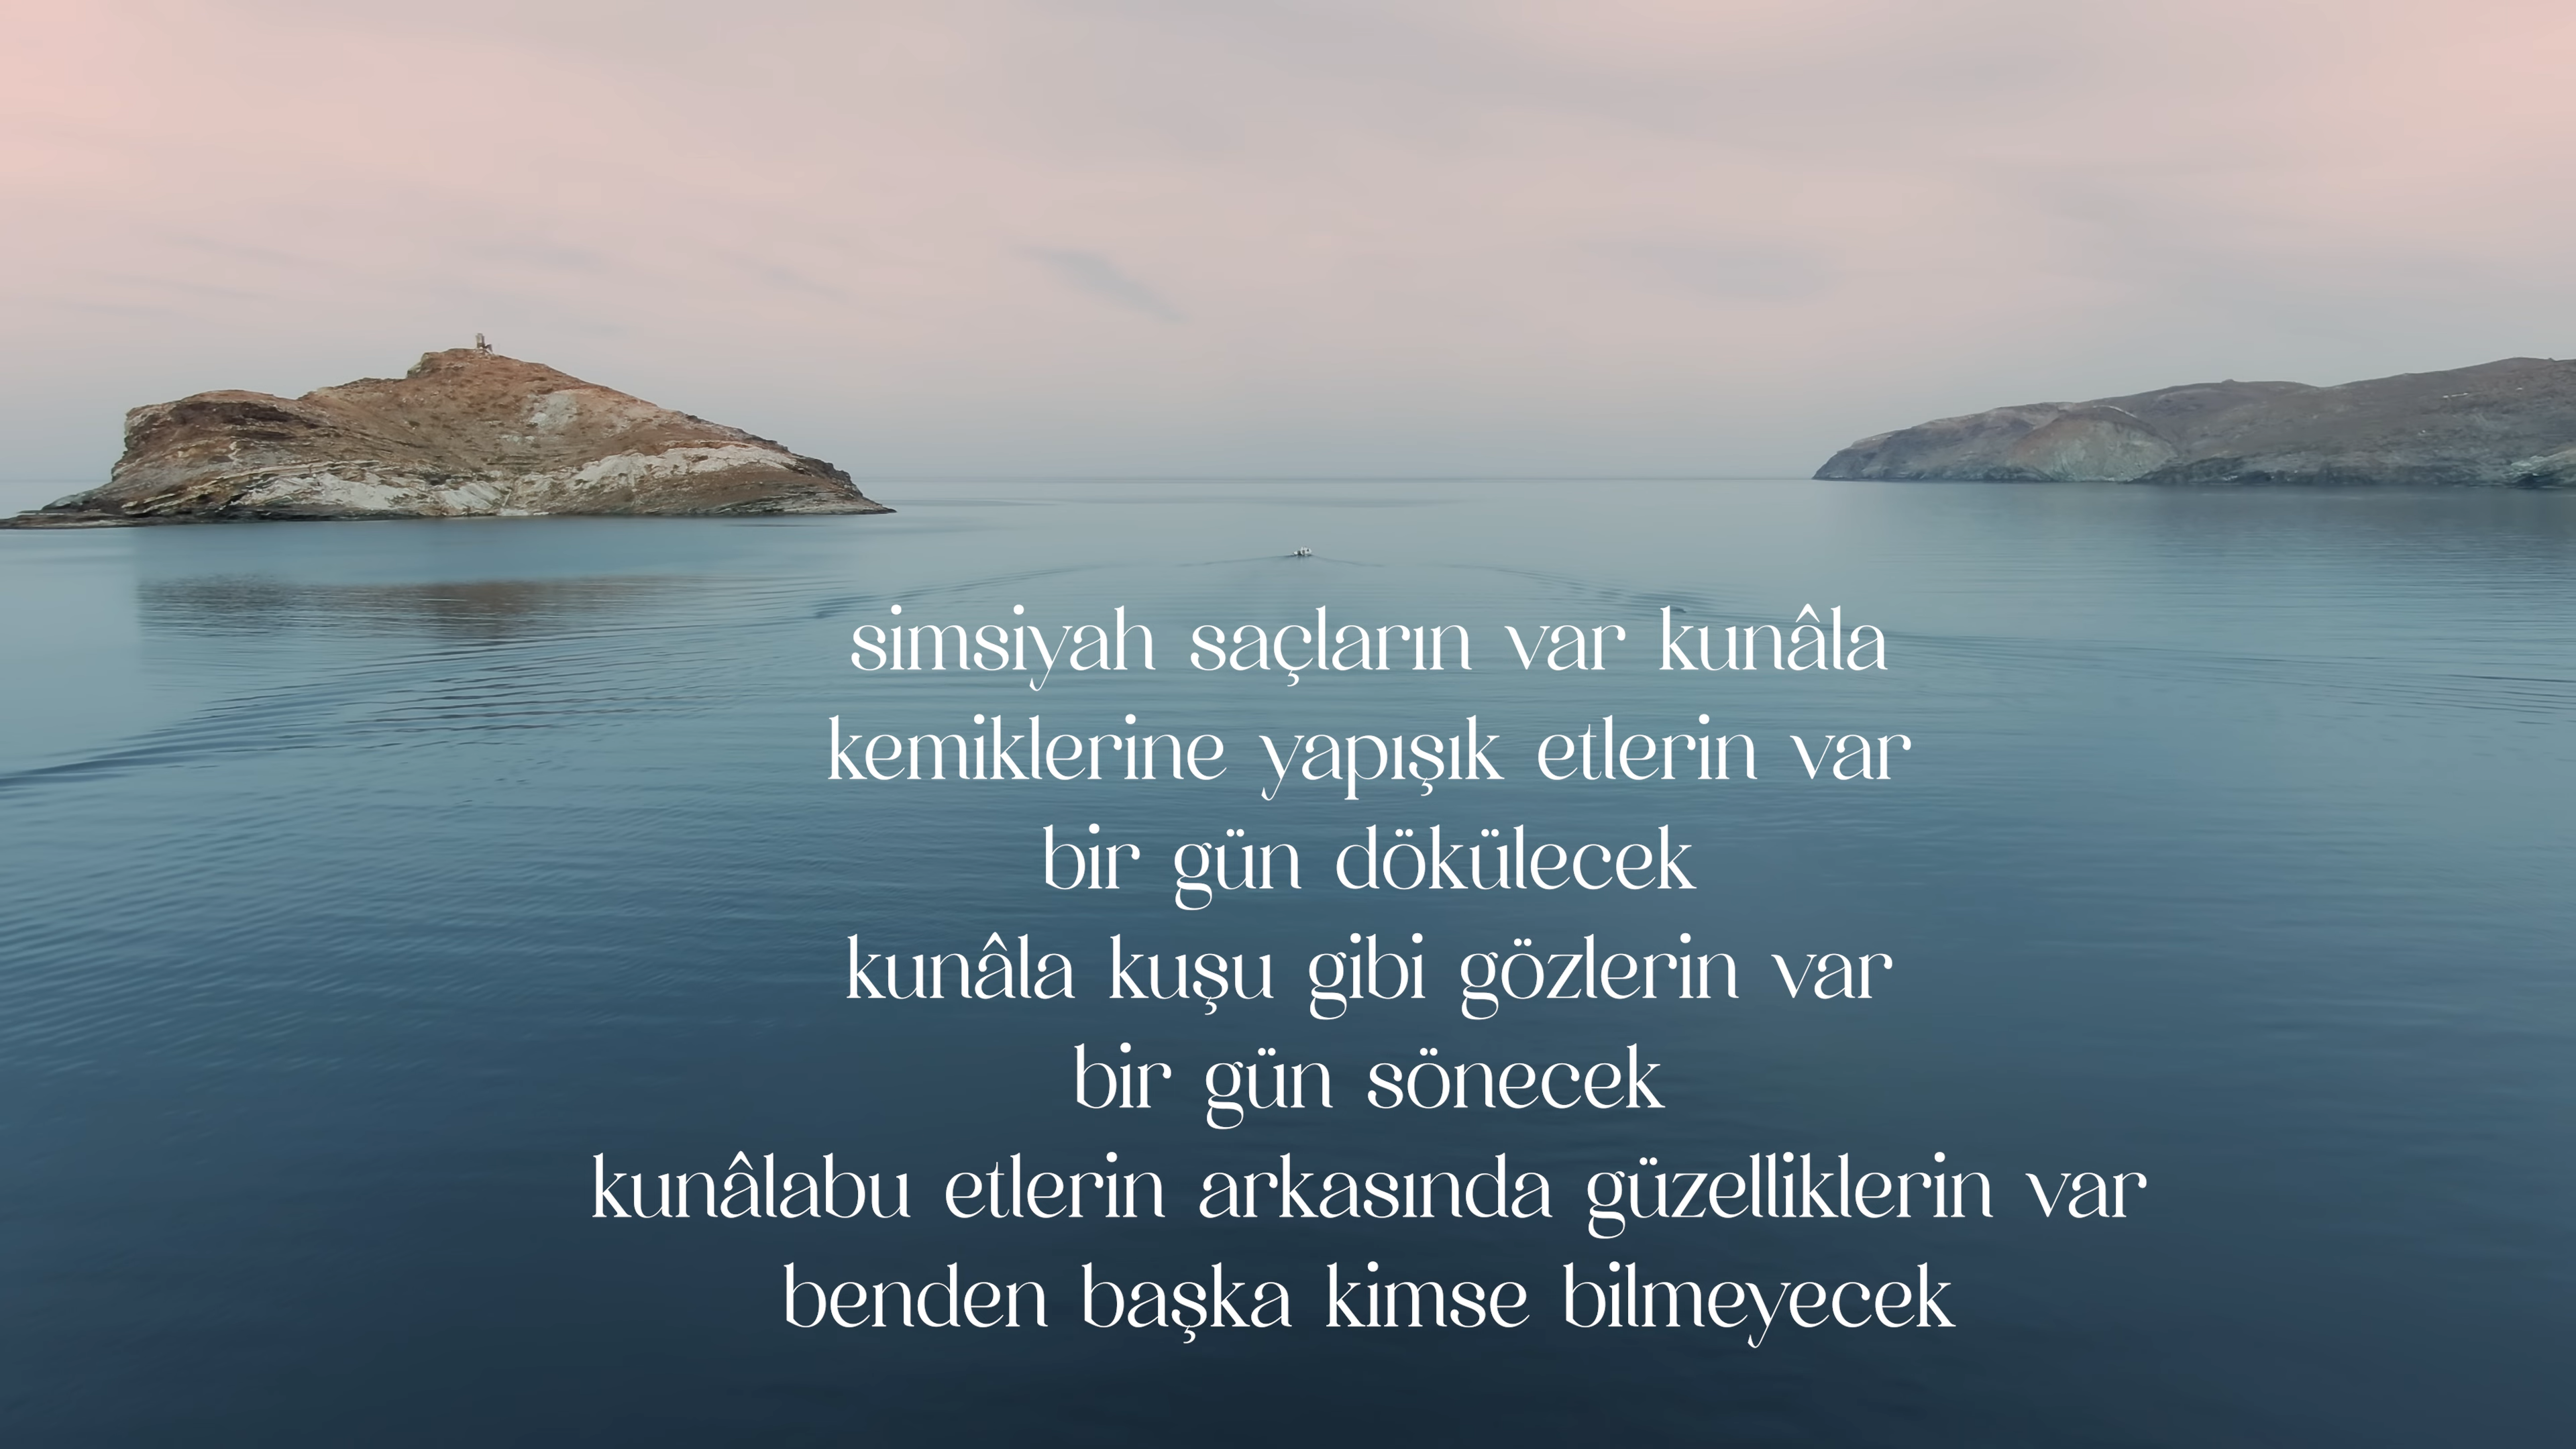 simsiyah saçların var kunâla
kemiklerine yapışık etlerin var
bir gün dökülecek
kunâla kuşu gibi gözlerin var
bir gün sönecek
kunâlabu etlerin arkasında güzelliklerin var
benden başka kimse bilmeyecek